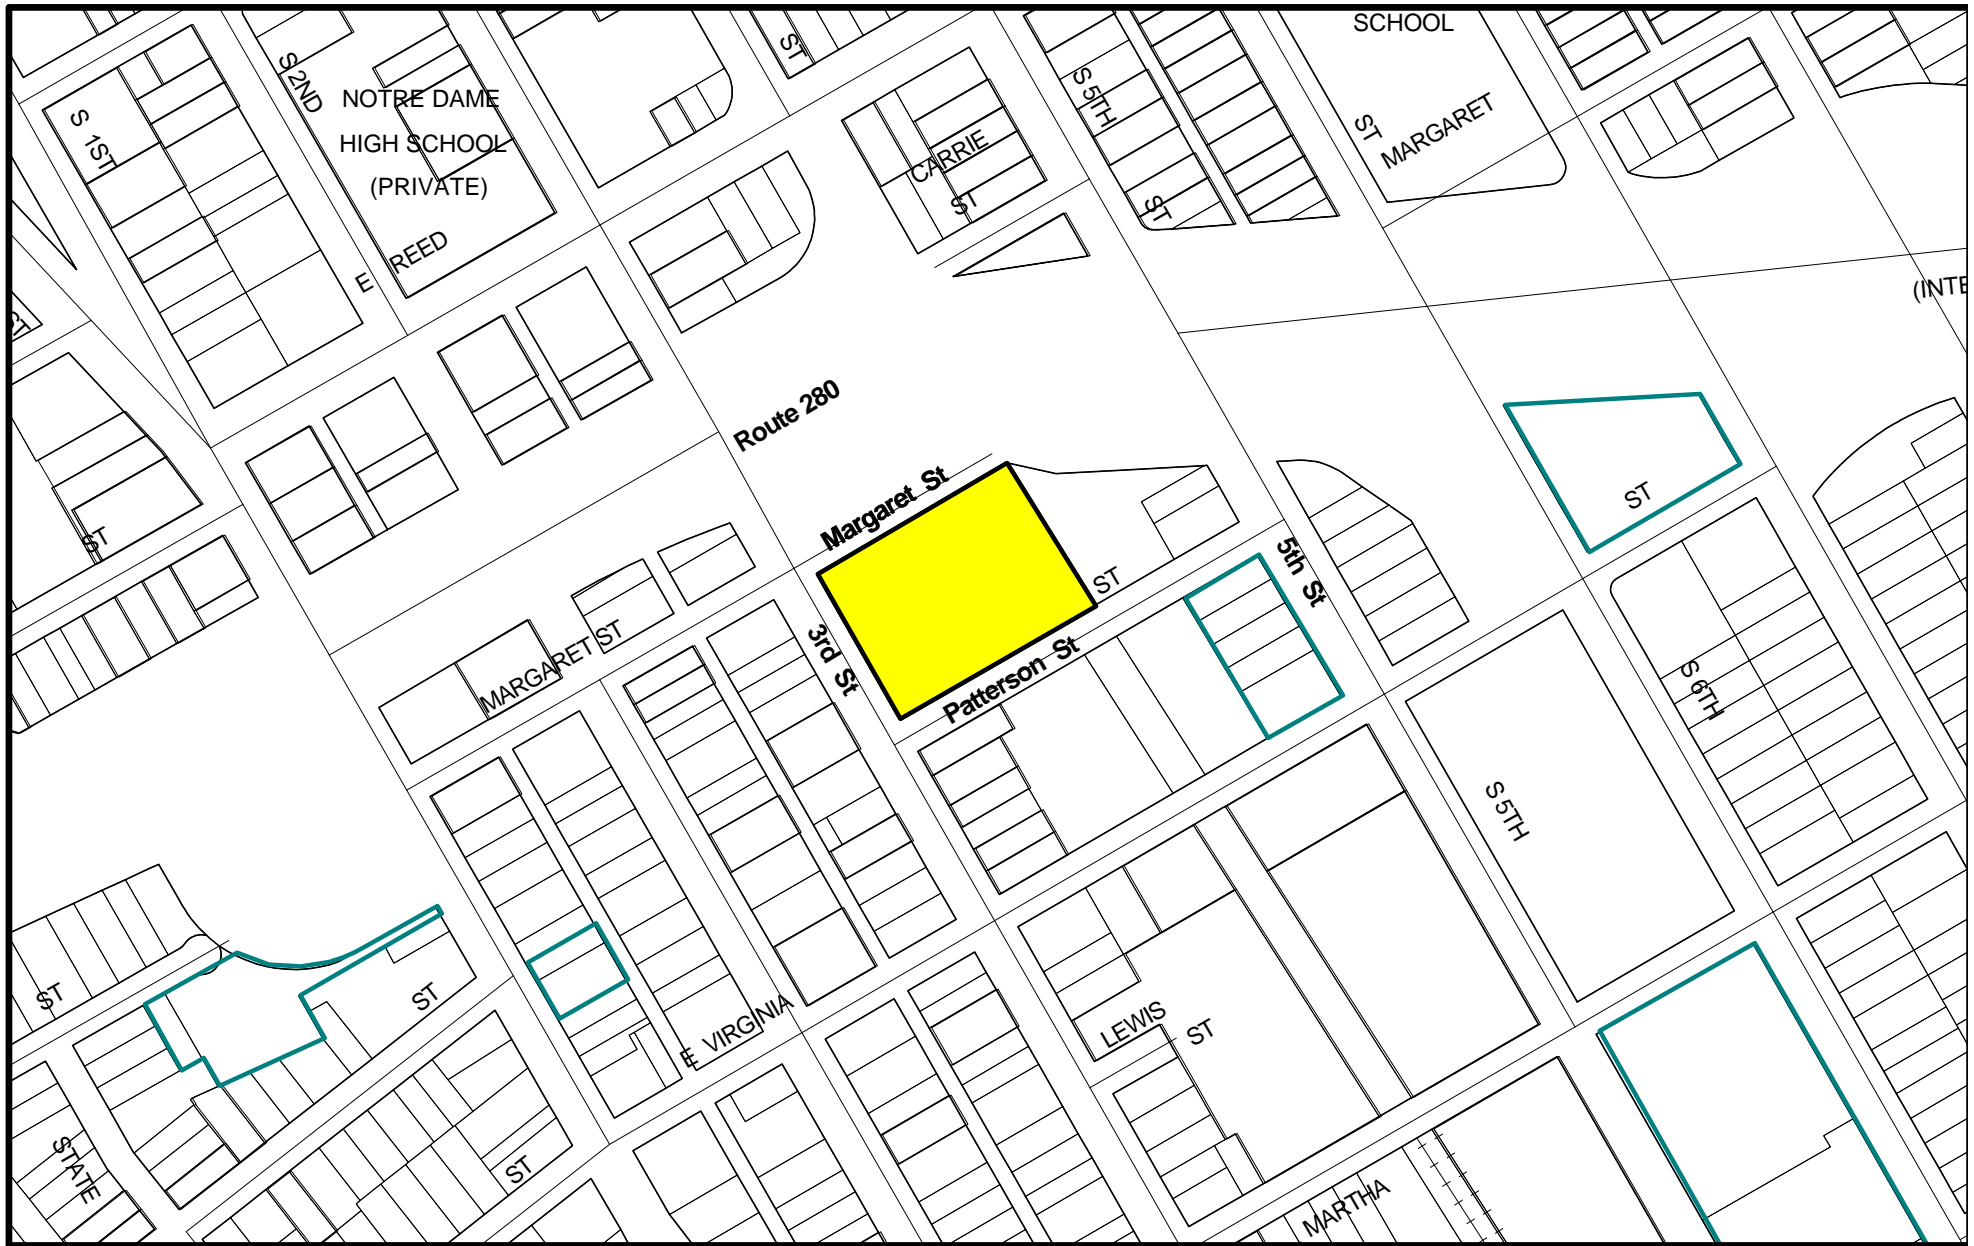 SCHOOL
S 2ND
ST
NOTRE DAME
HIGH SCHOOL
(PRIVATE)
S 1ST
S 5TH
ST
MARGARET
CARRIE
ST
ST
E REED
(INTE
ST
Route 280
Margaret St
ST
ST
5th St
ST
3rd St
MARGARET ST
Patterson St
S 6TH
S 5TH
ST
ST
E VIRGINIA
LEWIS
ST
STATE
ST
MARTHA